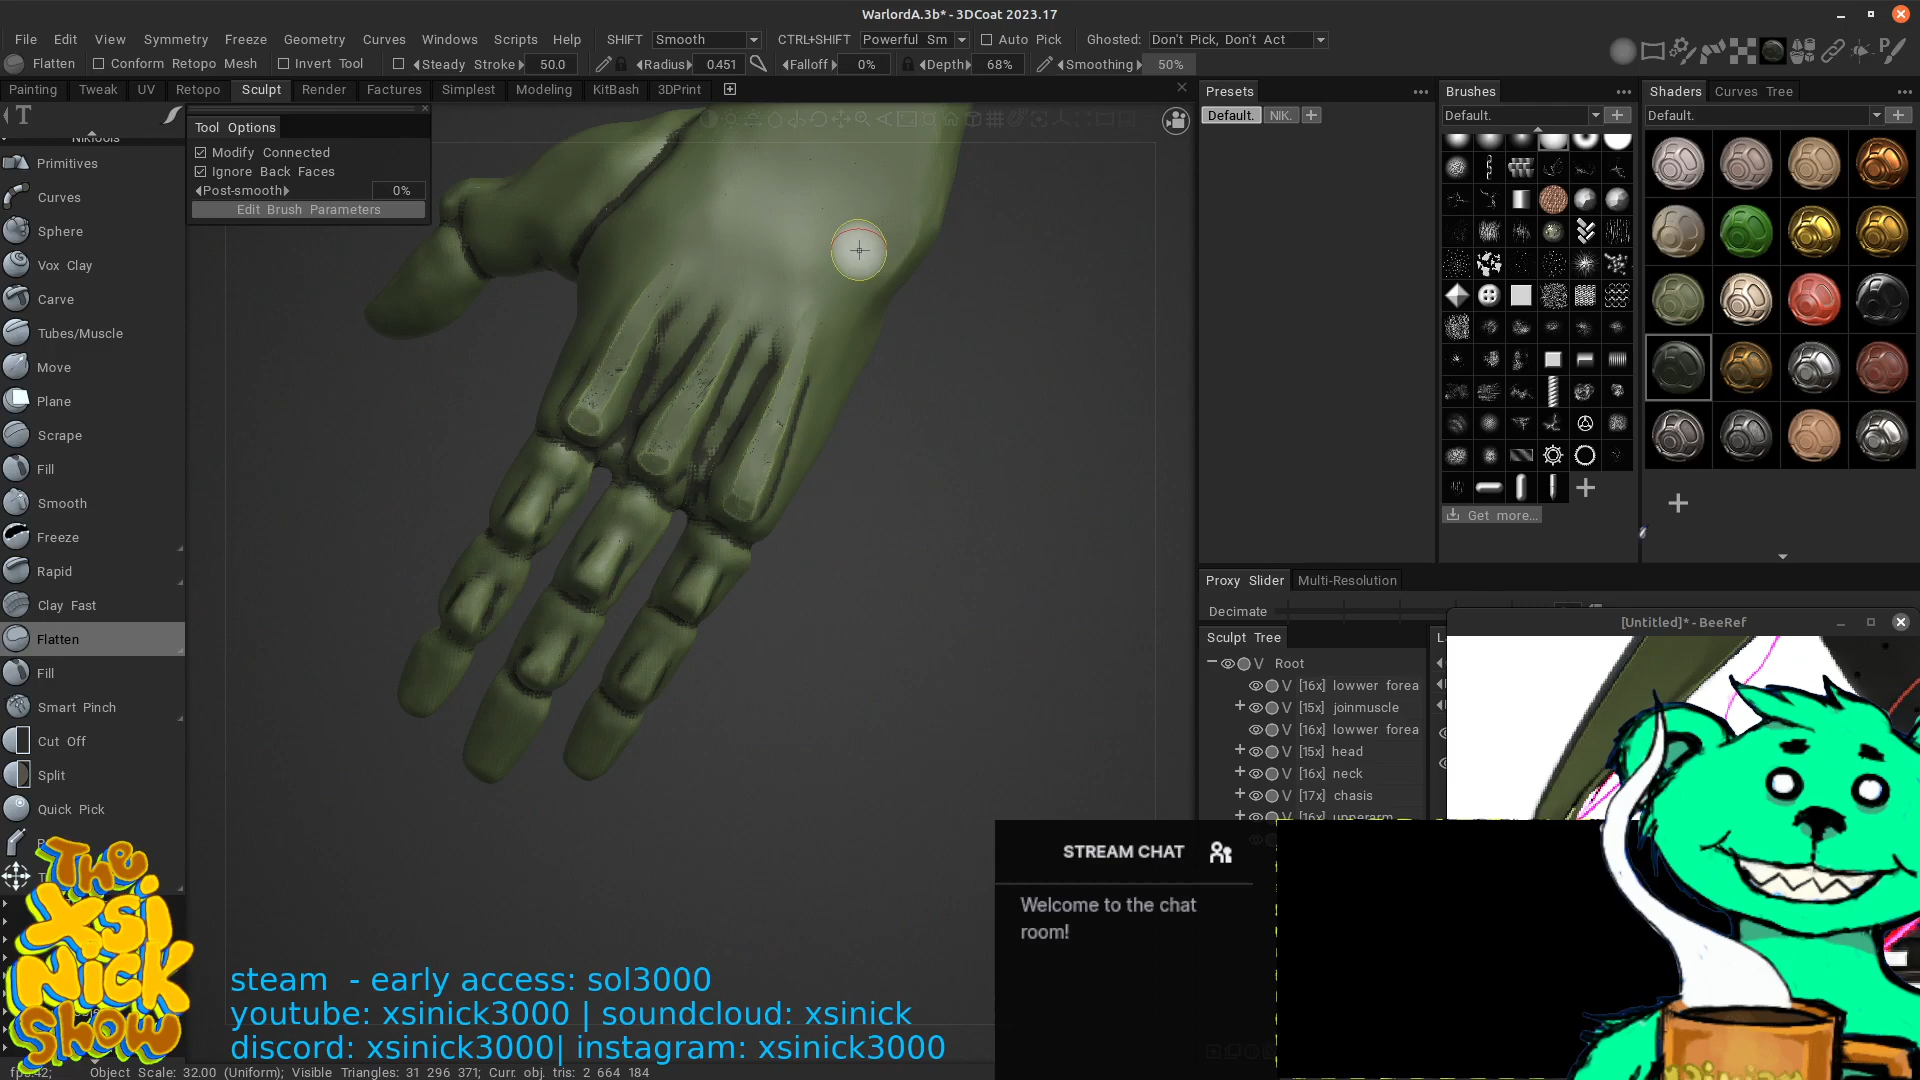 WarlordA.3b* - 3DCoat 2023.17
File Edit View Symmetry Freeze Geometry Curves Windows Scripts Help SHIFT Smooth CTRL+SHIFT Powerful Sm Auto Pick Ghosted: Don't Pick, Don't Act
Flatten Conform Retopo Mesh Invert Tool Steady Stroke 50.0 Radius 0.451 Falloff 0% Depth 68% Smoothing 50%
Painting Tweak UV Retopo Sculpt Render Factures Simplest Modeling KitBash 3DPrint
Presets
Default. NIK.
Brushes
Default.
Get more...
Shaders Curves Tree
Default.
Tool Options
Modify Connected
Ignore Back Faces
Post-smooth 0%
Edit Brush Parameters
Primitives
Curves
Sphere
Vox Clay
Carve
Tubes/Muscle
Move
Plane
Scrape
Fill
Smooth
Freeze
Rapid
Clay Fast
Flatten
Fill
Smart Pinch
Cut Off
Split
Quick Pick
Proxy Slider Multi-Resolution
Decimate
Sculpt Tree
V Root
V [16x] lowwer forea
V [15x] joinmuscle
V [16x] lowwer forea
V [15x] head
V [16x] neck
V [17x] chasis
V [16x] upperarm
[Untitled]* - BeeRef
STREAM CHAT
Welcome to the chat
room!
The
XSI
NICK
Show
steam - early access: sol3000
youtube: xsinick3000 | soundcloud: xsinick
discord: xsinick3000| instagram: xsinick3000
Object Scale: 32.00 (Uniform); Visible Triangles: 31 296 371; Curr. obj. tris: 2 664 184